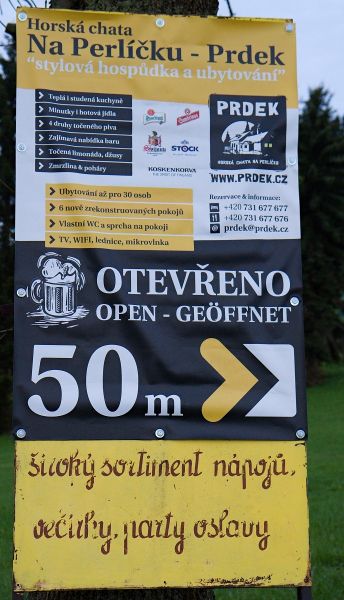 Horská chata
Na Perlíčku - Prdek
“stylová hospůdka a ubytování”
Teplá i studená kuchyně
Minutky i hotová jídla
4 druhy točeného piva
Zajímavá nabídka baru
Točená limonáda, džusy
Zmrzlina & poháry
STOCK
KOSKENKORVA
PRDEK
HORSKÁ CHATA NA PERLÍČKU
WWW.PRDEK.CZ
Ubytování až pro 30 osob
6 nově zrekonstruovaných pokojů
Vlastní WC a sprcha na pokoji
TV, WIFI, lednice, mikrovlnka
Rezervace & informace:
+420 731 677 677
+420 731 677 676
prdek@prdek.cz
OTEVŘENO
OPEN - GEÖFFNET
50m
široký sortiment nápojů,
večírky, party oslavy